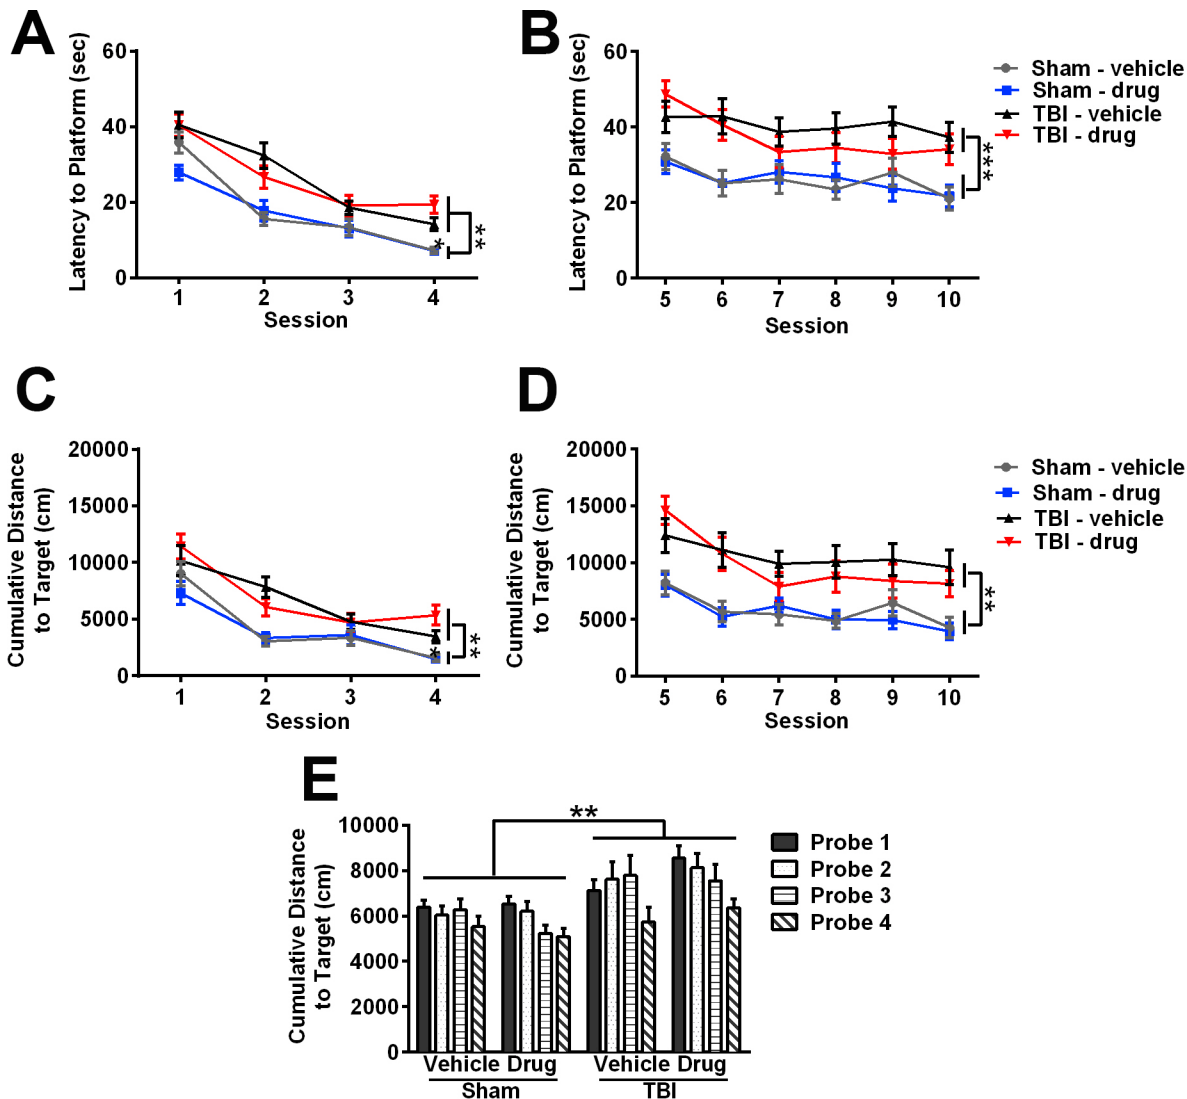 A
Latency to Platform (sec)
60
40
20
0
1
2
3
4
Session
*
**
B
Latency to Platform (sec)
60
40
20
0
5
6
7
8
9
10
Session
***
Sham - vehicle
Sham - drug
TBI - vehicle
TBI - drug
C
Cumulative Distance
to Target (cm)
20000
15000
10000
5000
0
1
2
3
4
Session
*
**
D
Cumulative Distance
to Target (cm)
20000
15000
10000
5000
0
5
6
7
8
9
10
Session
**
Sham - vehicle
Sham - drug
TBI - vehicle
TBI - drug
E
Cumulative Distance
to Target (cm)
10000
8000
6000
4000
2000
0
**
Vehicle Drug
Sham
Vehicle Drug
TBI
Probe 1
Probe 2
Probe 3
Probe 4